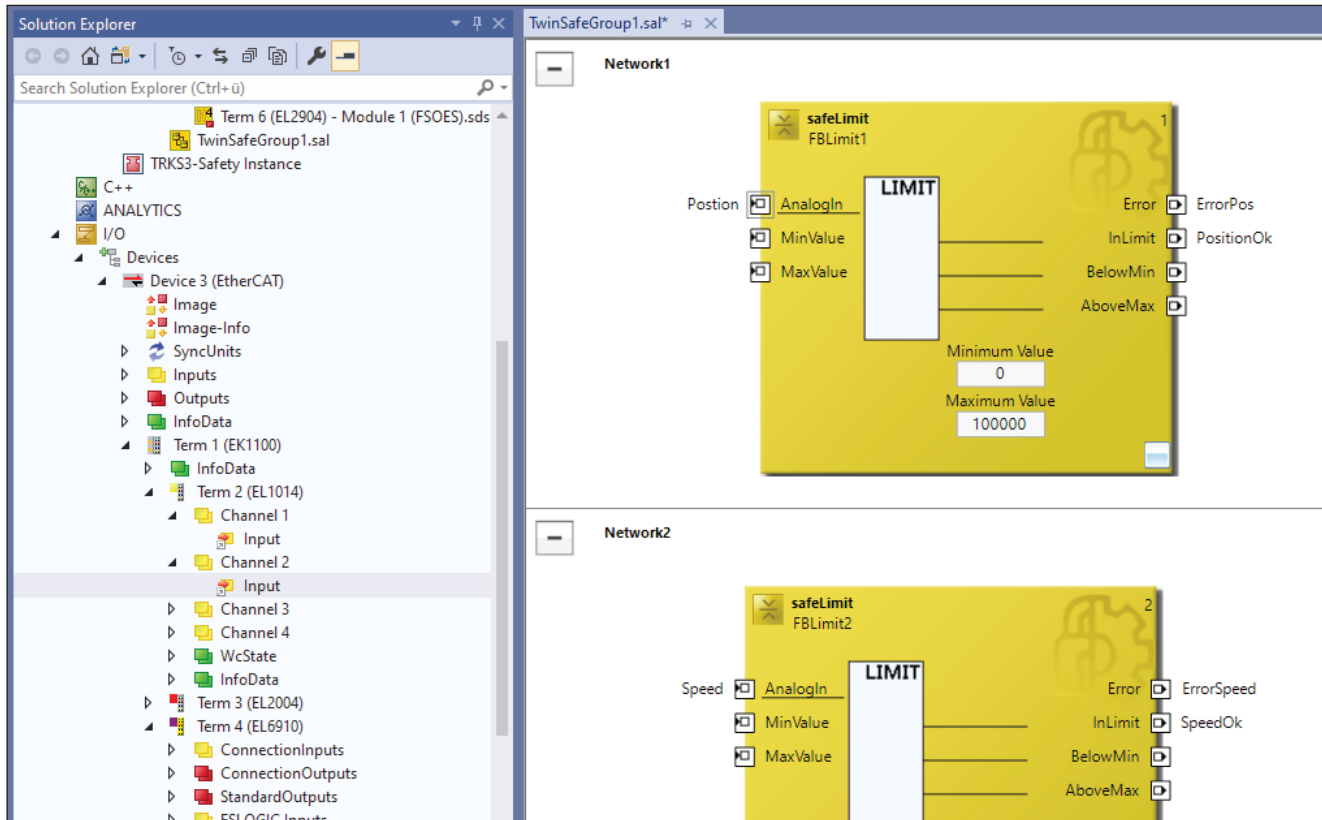 Solution Explorer
Search Solution Explorer (Ctrl+ü)
Term 6 (EL2904) - Module 1 (FSOES).sds
TwinSafeGroup1.sal
TRKS3-Safety Instance
C++
ANALYTICS
I/O
Devices
Device 3 (EtherCAT)
Image
Image-Info
SyncUnits
Inputs
Outputs
InfoData
Term 1 (EK1100)
InfoData
Term 2 (EL1014)
Channel 1
Input
Channel 2
Input
Channel 3
Channel 4
WcState
InfoData
Term 3 (EL2004)
Term 4 (EL6910)
ConnectionInputs
ConnectionOutputs
StandardOutputs
ESLOGIC Inputs
TwinSafeGroup1.sal*
Network1
safeLimit 1
FBLimit1
LIMIT
Postion AnalogIn Error ErrorPos
MinValue InLimit PositionOk
MaxValue BelowMin
AboveMax
Minimum Value
0
Maximum Value
100000
Network2
safeLimit 2
FBLimit2
LIMIT
Speed AnalogIn Error ErrorSpeed
MinValue InLimit SpeedOk
MaxValue BelowMin
AboveMax